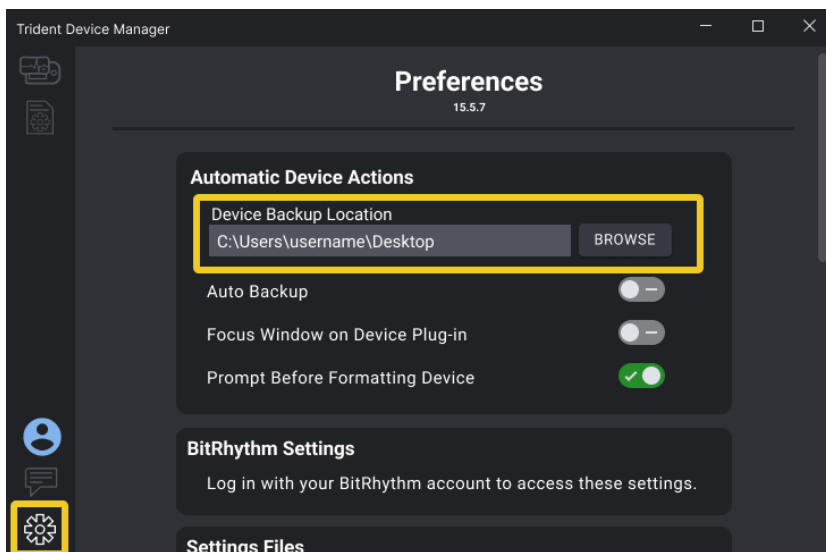 Trident Device Manager
Preferences
15.5.7
Automatic Device Actions
Device Backup Location
C:\Users\username\Desktop
BROWSE
Auto Backup
Focus Window on Device Plug-in
Prompt Before Formatting Device
BitRhythm Settings
Log in with your BitRhythm account to access these settings.
Settings Files